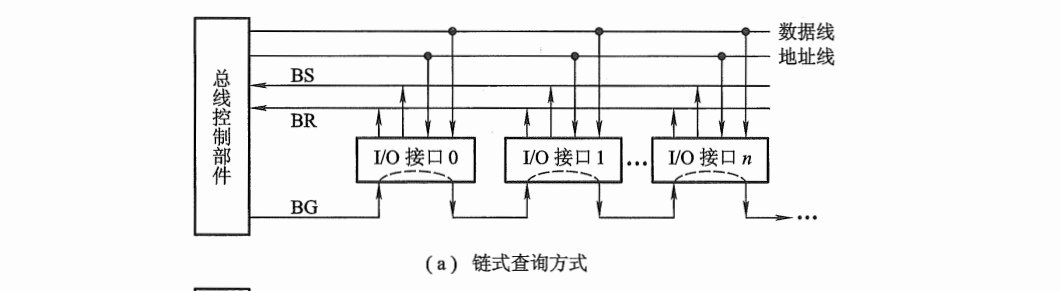 数据线
地址线
总线控制部件
BS
BR
I/O 接口 0
I/O 接口 1
…
I/O 接口 n
BG
…
(a) 链式查询方式